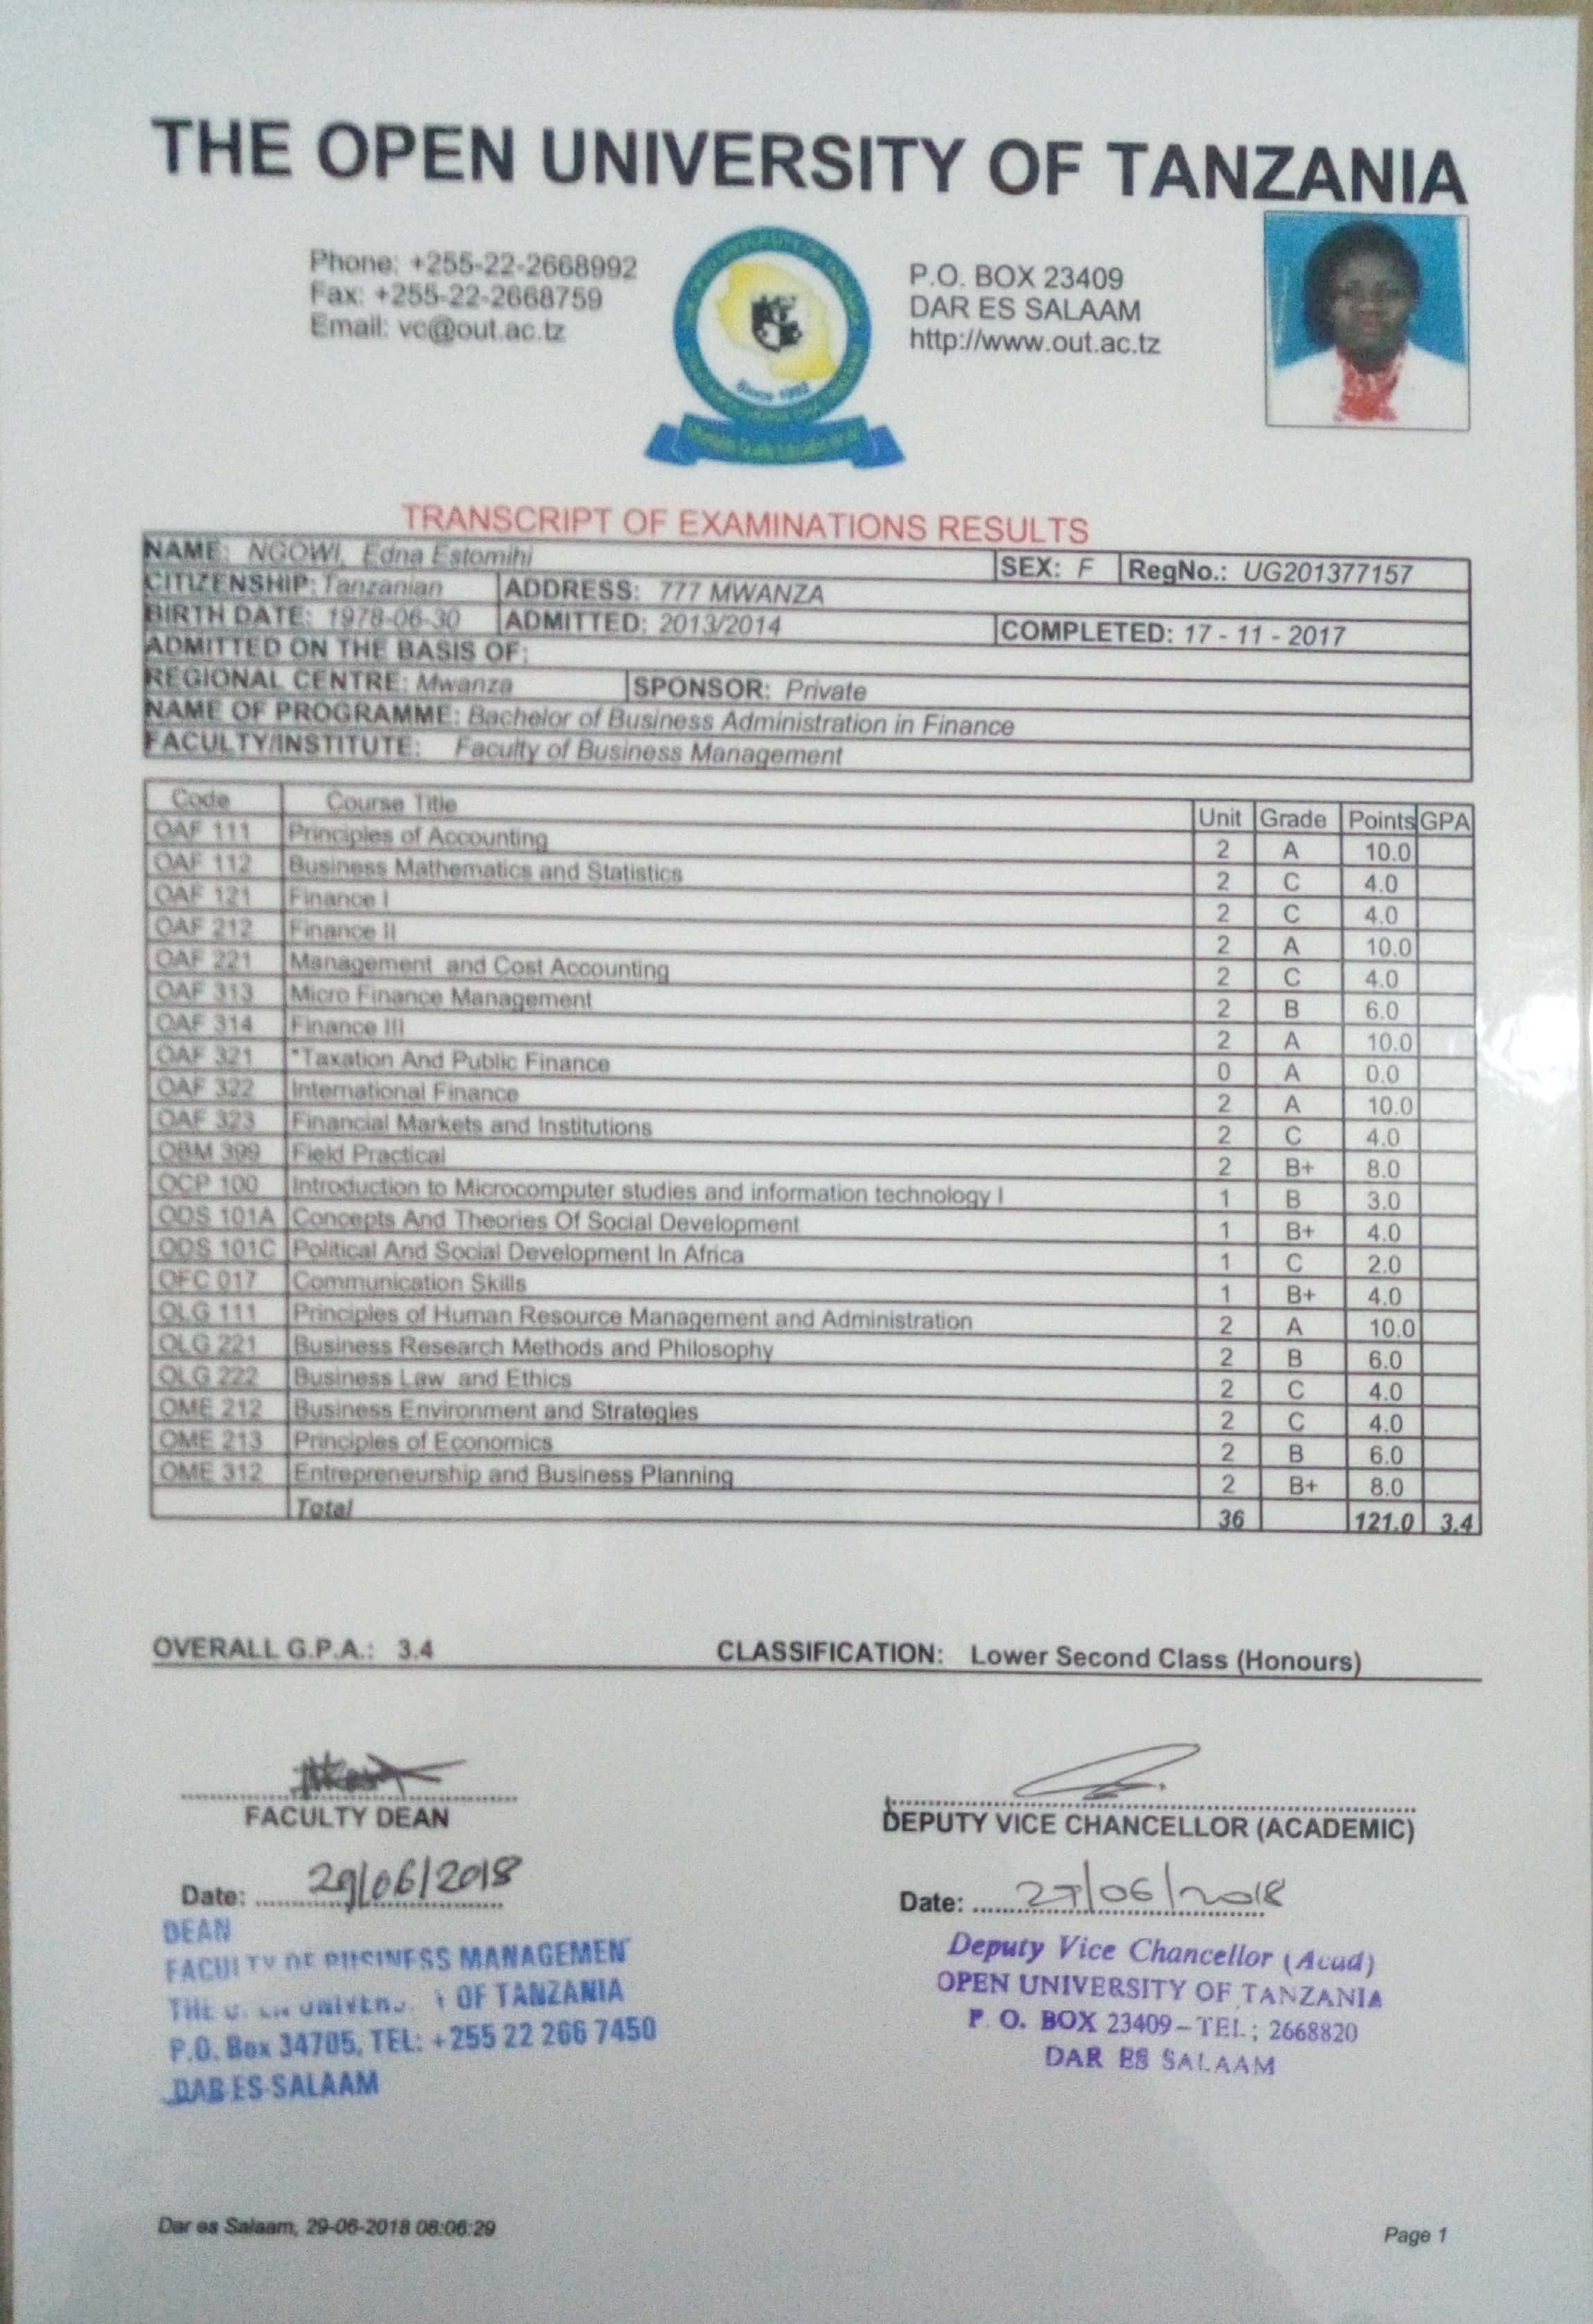 THE OPEN UNIVERSITY OF TANZANIA
Phone: +255-22-2668992
Fax: +255-22-2668759
Email: vc@out.ac.tz
Since 1992
P.O. BOX 23409
DAR ES SALAAM
http://www.out.ac.tz
TRANSCRIPT OF EXAMINATIONS RESULTS
NAME: NGOWI, Edna Estomihi SEX: F RegNo.: UG201377157
CITIZENSHIP: Tanzanian ADDRESS: 777 MWANZA
BIRTH DATE: 1978-06-30 ADMITTED: 2013/2014 COMPLETED: 17 - 11 - 2017
ADMITTED ON THE BASIS OF:
REGIONAL CENTRE: Mwanza SPONSOR: Private
NAME OF PROGRAMME: Bachelor of Business Administration in Finance
FACULTY/INSTITUTE: Faculty of Business Management
Code Course Title Unit Grade Points GPA
OAF 111 Principles of Accounting 2 A 10.0
OAF 112 Business Mathematics and Statistics 2 C 4.0
OAF 121 Finance I 2 C 4.0
OAF 212 Finance II 2 A 10.0
OAF 221 Management and Cost Accounting 2 C 4.0
OAF 313 Micro Finance Management 2 B 6.0
OAF 314 Finance III 2 A 10.0
OAF 321 *Taxation And Public Finance 0 A 0.0
OAF 322 International Finance 2 A 10.0
OAF 323 Financial Markets and Institutions 2 C 4.0
OBM 399 Field Practical 2 B+ 8.0
OCP 100 Introduction to Microcomputer studies and information technology I 1 B 3.0
ODS 101A Concepts And Theories Of Social Development 1 B+ 4.0
ODS 101C Political And Social Development In Africa 1 C 2.0
OFC 017 Communication Skills 1 B+ 4.0
OLG 111 Principles of Human Resource Management and Administration 2 A 10.0
OLG 221 Business Research Methods and Philosophy 2 B 6.0
OLG 222 Business Law and Ethics 2 C 4.0
OME 212 Business Environment and Strategies 2 C 4.0
OME 213 Principles of Economics 2 B 6.0
OME 312 Entrepreneurship and Business Planning 2 B+ 8.0
Total 36 121.0 3.4
OVERALL G.P.A.: 3.4 CLASSIFICATION: Lower Second Class (Honours)
FACULTY DEAN
DEPUTY VICE CHANCELLOR (ACADEMIC)
Date: 29/06/2018
Date: 29/06/2018
DEAN
FACULTY OF BUSINESS MANAGEMEN
THE OF TANZANIA
P.O. Box 34705, TEL: +255 22 266 7450
DAR ES SALAAM
Deputy Vice Chancellor (Acad)
OPEN UNIVERSITY OF TANZANIA
P. O. BOX 23409 - TEL; 2668820
DAR ES SALAAM
Dar es Salaam, 29-06-2018 08:06:29
Page 1